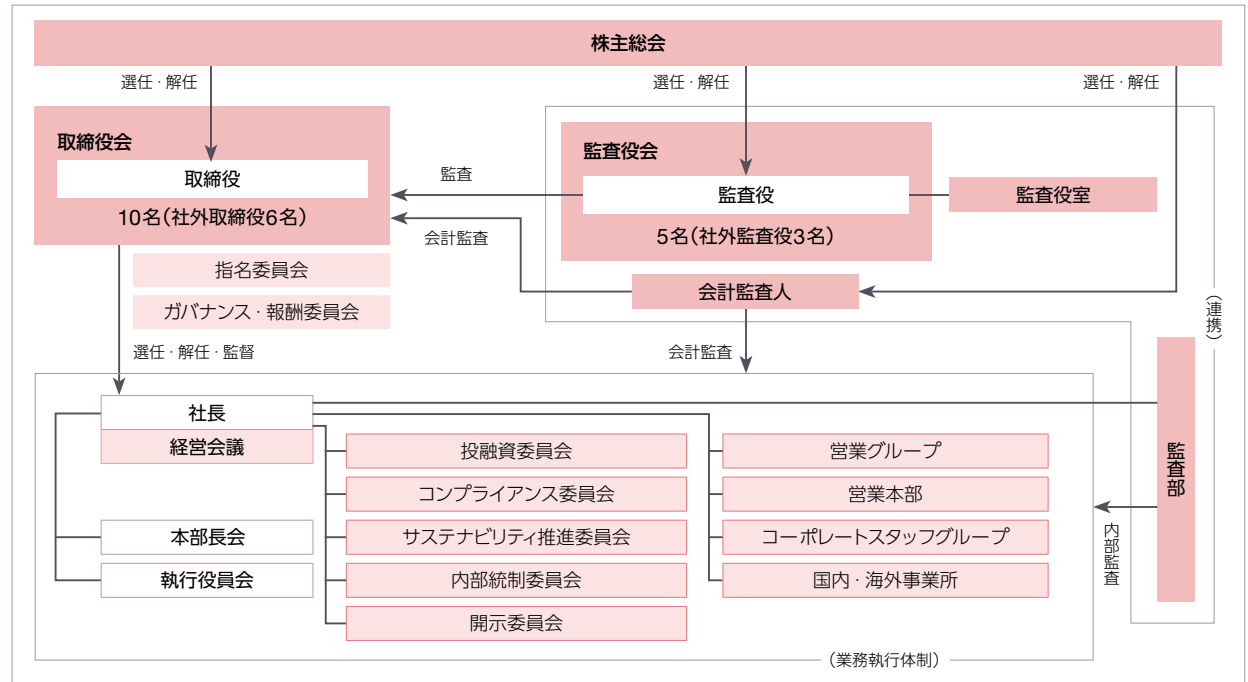 株主総会
選任・解任
選任・解任
選任・解任
取締役会
取締役
10名(社外取締役6名)
監査役会
監査役
5名(社外監査役3名)
監査役室
監査
会計監査
指名委員会
ガバナンス・報酬委員会
会計監査人
(連携)
選任・解任・監督
会計監査
社長
経営会議
本部長会
執行役員会
投融資委員会
コンプライアンス委員会
サステナビリティ推進委員会
内部統制委員会
開示委員会
営業グループ
営業本部
コーポレートスタッフグループ
国内・海外事業所
監査部
内部監査
(業務執行体制)